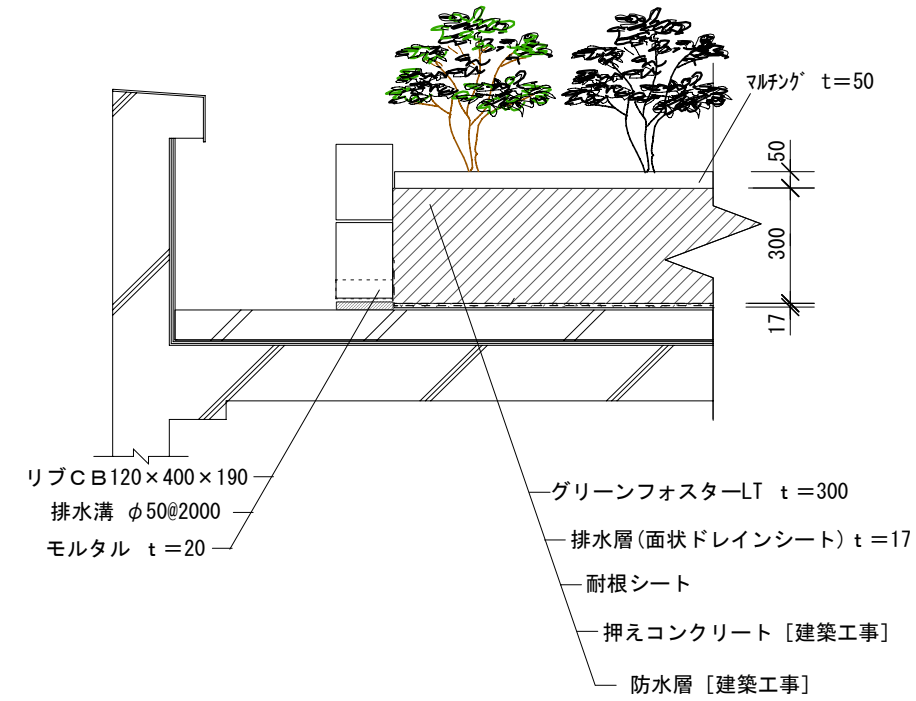 マルチング t=50
50
300
17
リブCB120×400×190
排水溝 φ50@2000
モルタル t=20
グリーンフォスターLT t=300
排水層(面状ドレインシート) t=17
耐根シート
押えコンクリート [建築工事]
防水層 [建築工事]